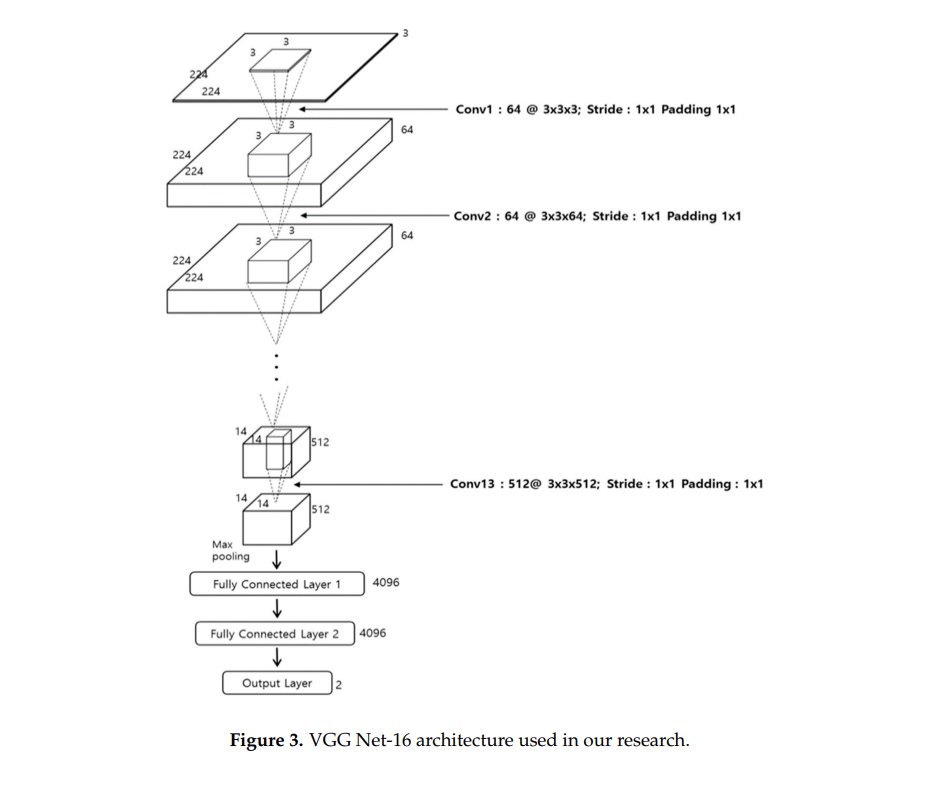 3
3
3
224
224
Conv1 : 64 @ 3x3x3; Stride : 1x1 Padding 1x1
3
3
64
224
224
Conv2 : 64 @ 3x3x64; Stride : 1x1 Padding 1x1
3
3
64
224
224
14
14
512
Conv13 : 512@ 3x3x512; Stride : 1x1 Padding : 1x1
14
14
512
Max
pooling
Fully Connected Layer 1
4096
Fully Connected Layer 2
4096
Output Layer
2
Figure 3. VGG Net-16 architecture used in our research.